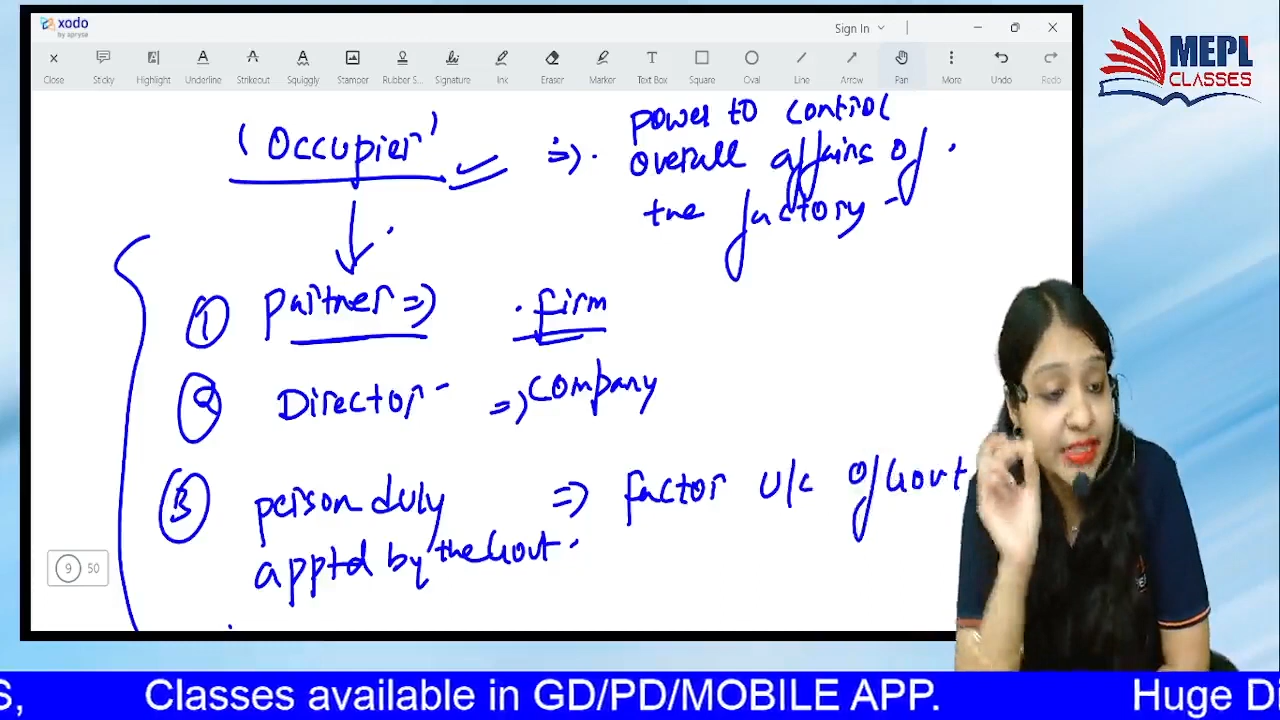 xodo
by apryse
Sign In
Close Sticky Highlight Underline Strikeout Squiggly Stamper Rubber S... Signature Ink Eraser Marker Text Box Square Oval Line Arrow Pan More Undo Redo
MEPL
CLASSES
(Occupier) => power to control
overall affairs of
the factory -
1 Partner => firm
2 Director => company
3 person duly => factor u/c of Govt
apptd by the Govt.
9 50
S, Classes available in GD/PD/MOBILE APP. Huge Di